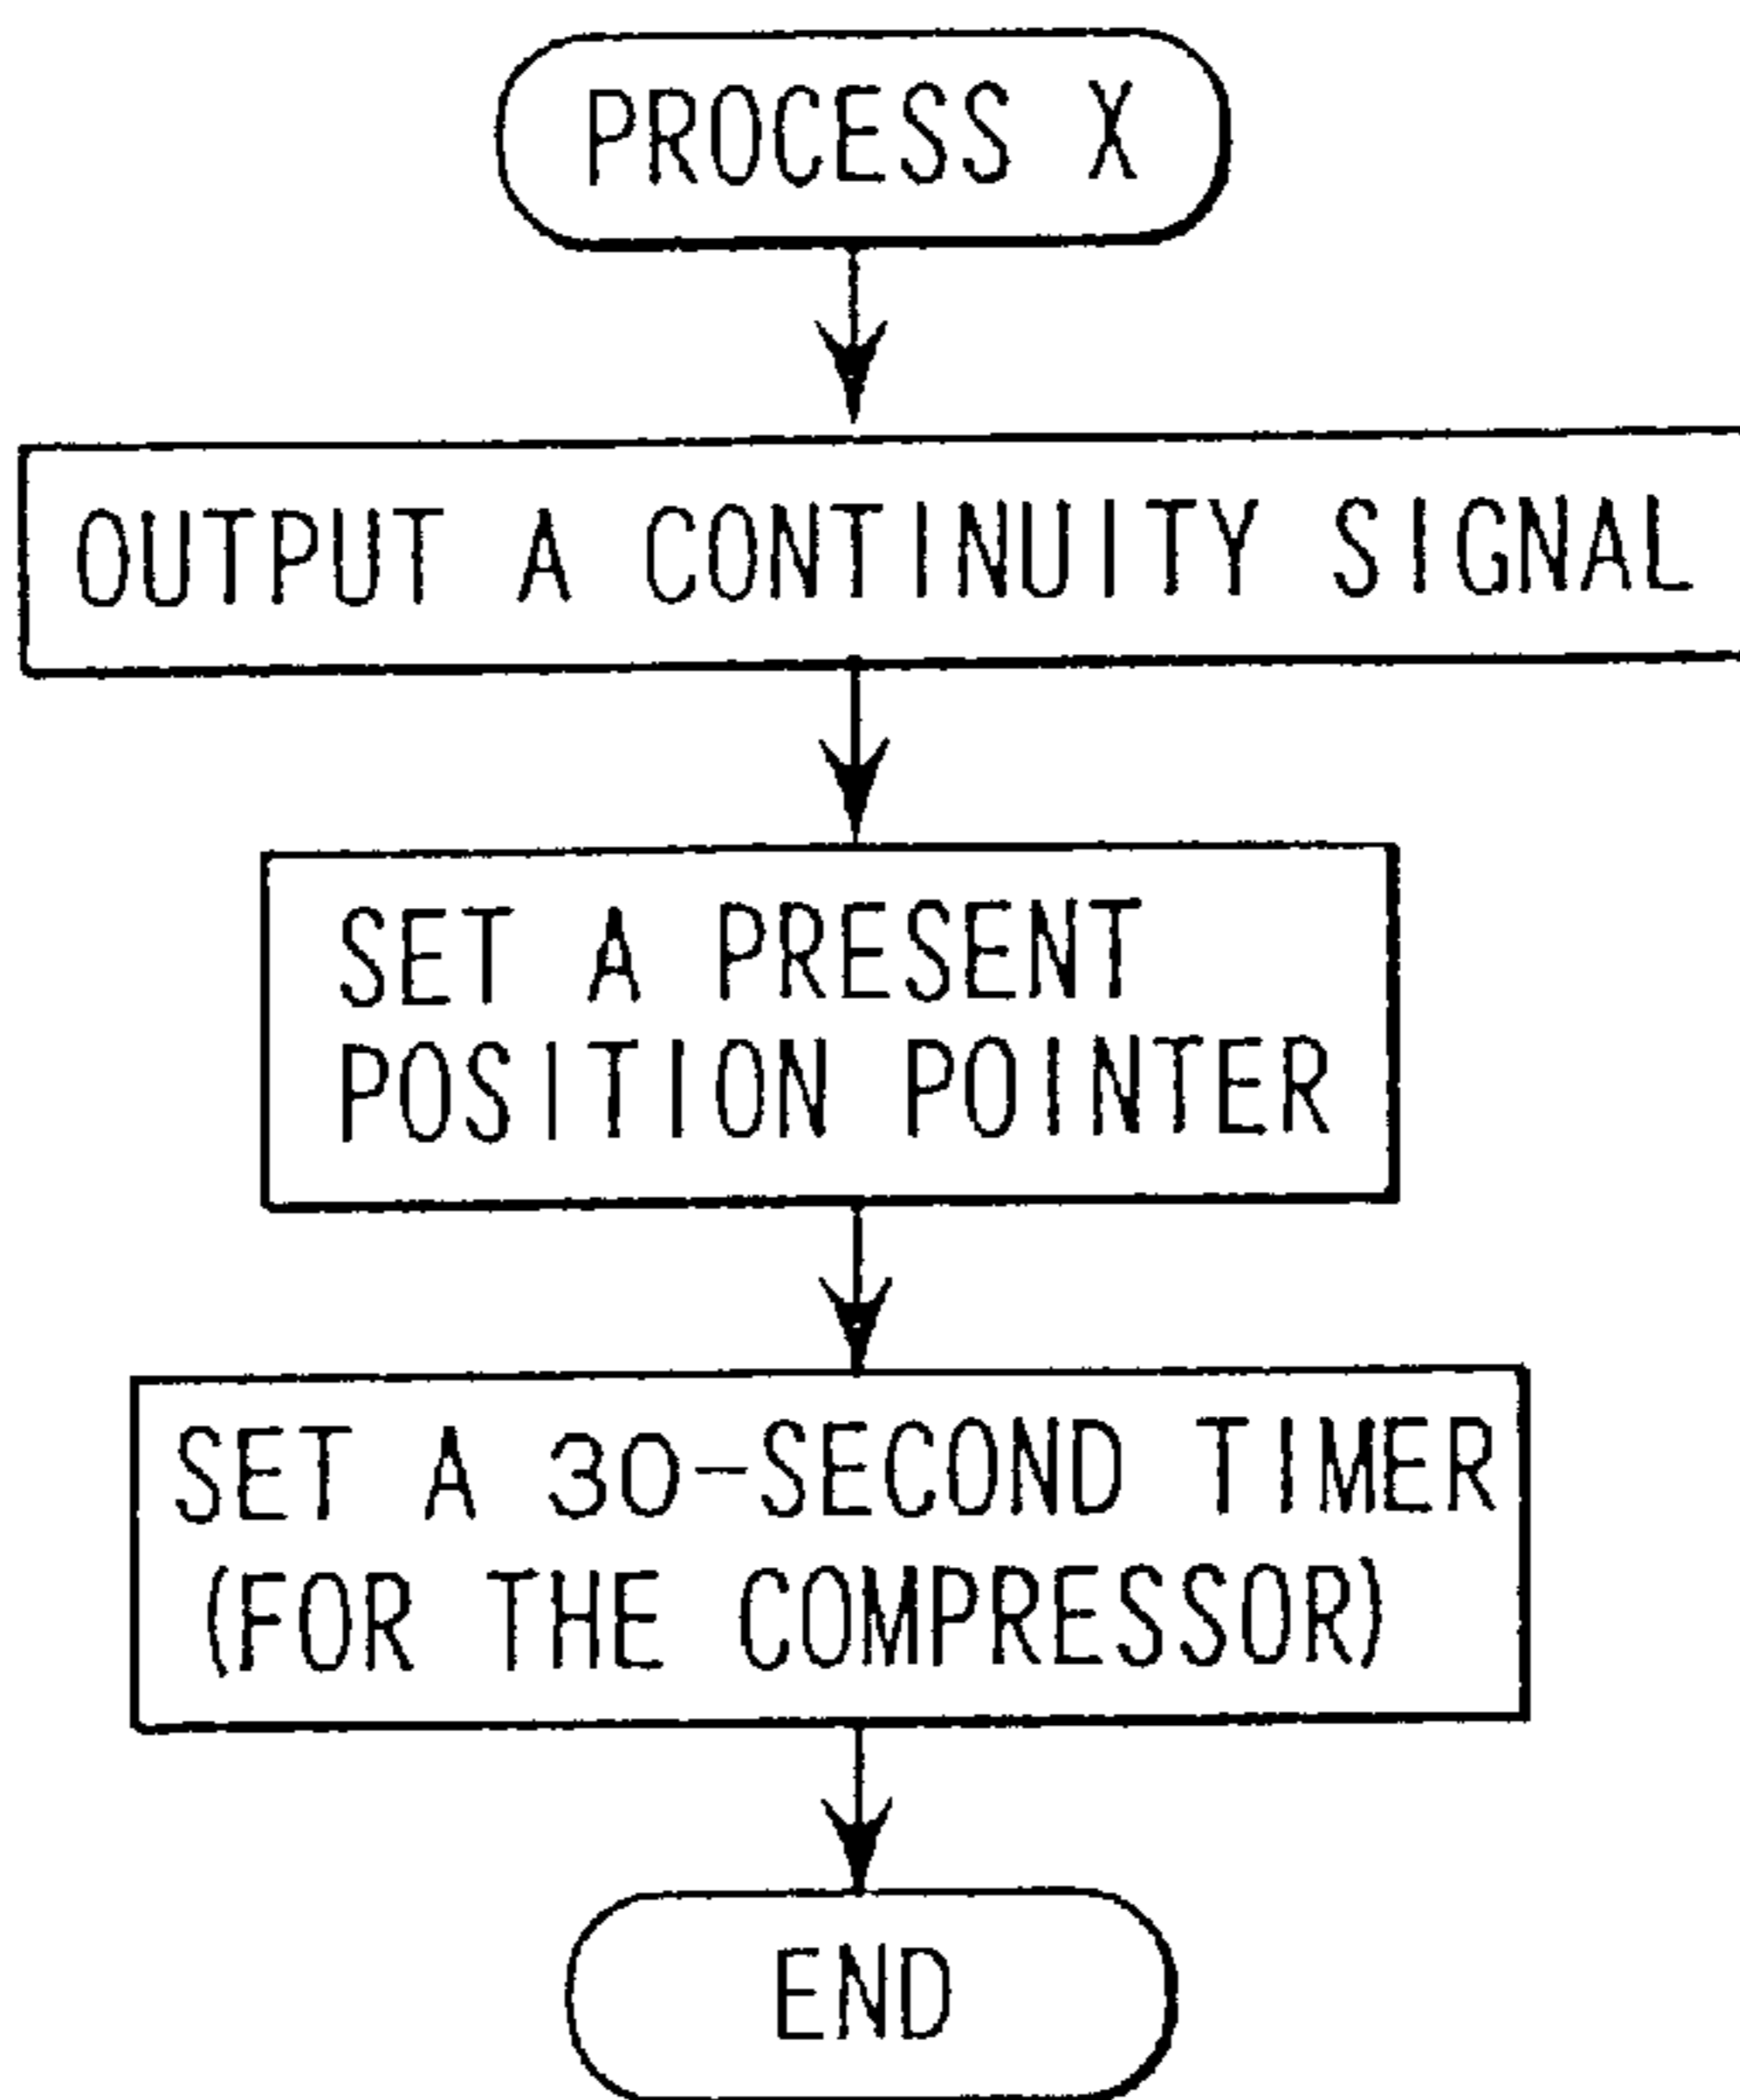 PROCESS X
OUTPUT A CONTINUITY SIGNAL
SET A PRESENT
POSITION POINTER
SET A 30-SECOND TIMER
(FOR THE COMPRESSOR)
END